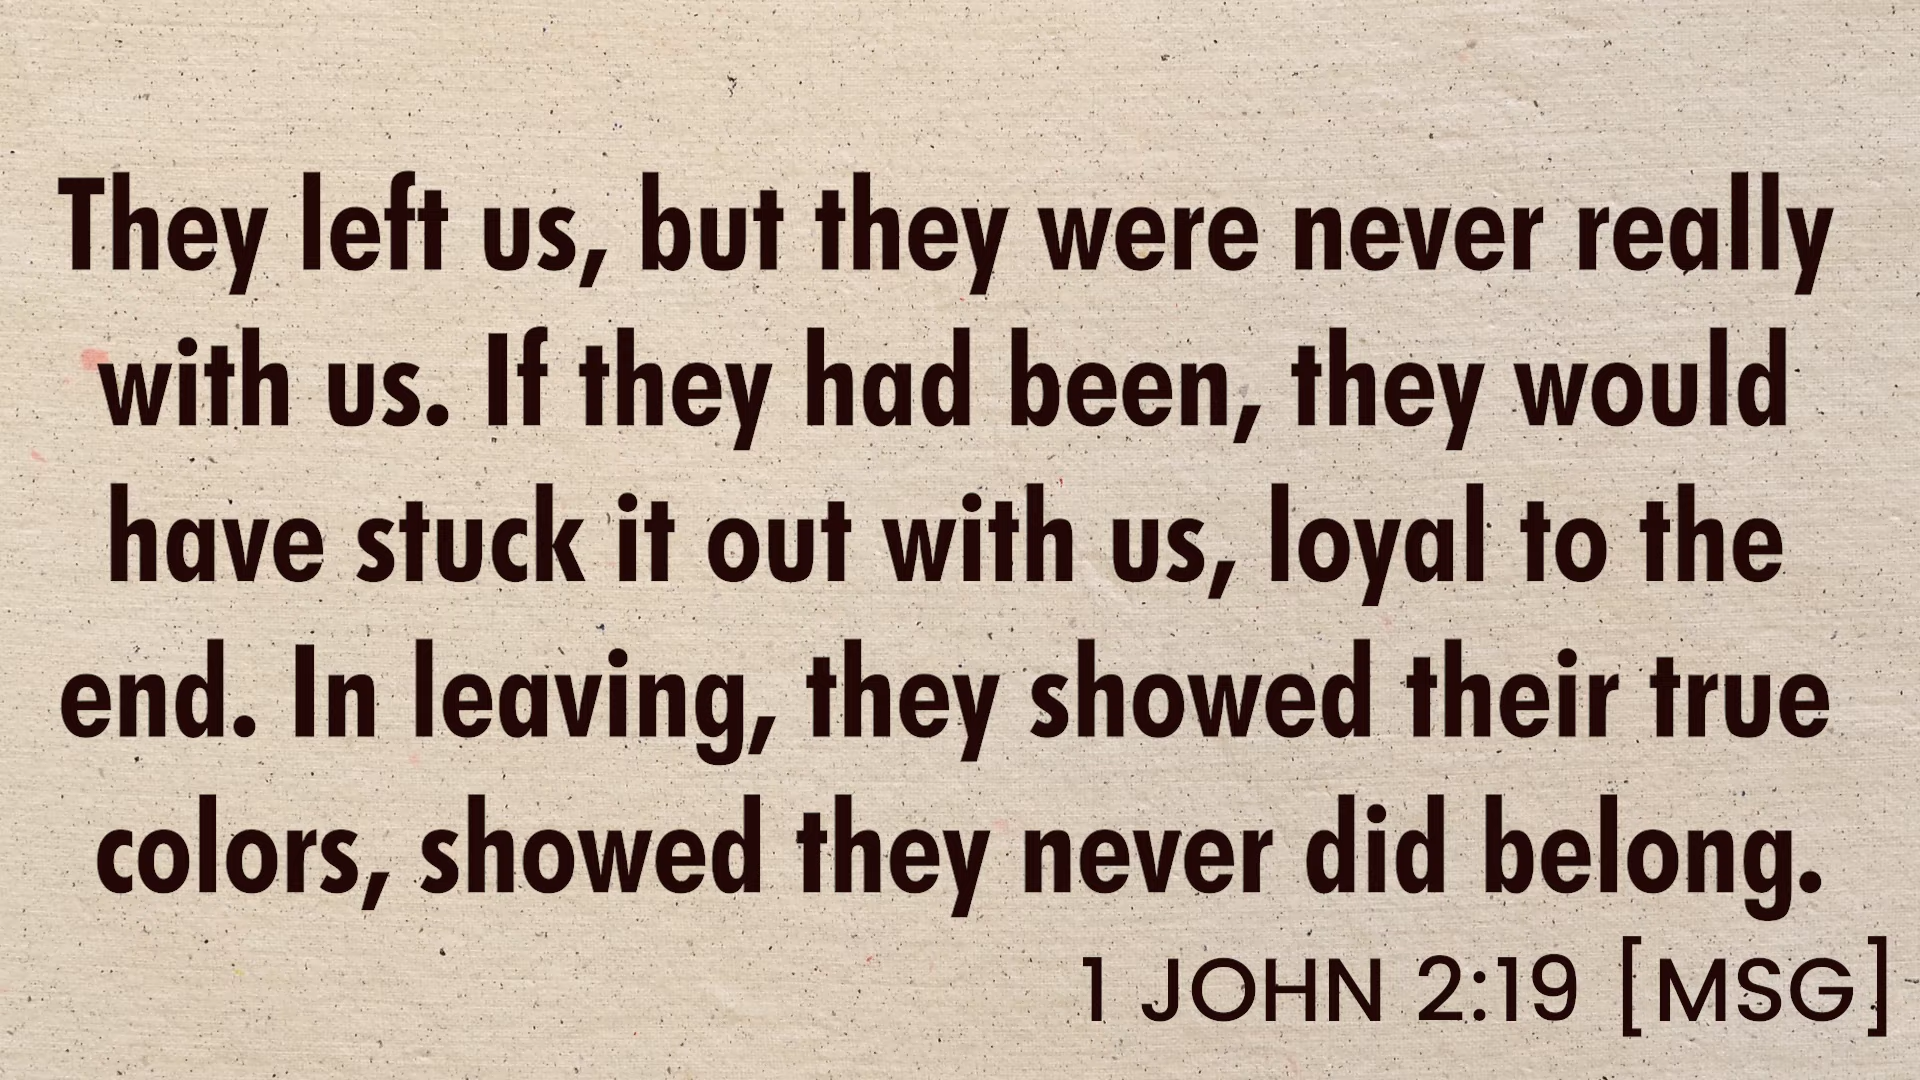 They left us, but they were never really
with us. If they had been, they would
have stuck it out with us, loyal to the
end. In leaving, they showed their true
colors, showed they never did belong.
1 JOHN 2:19 [MSG]